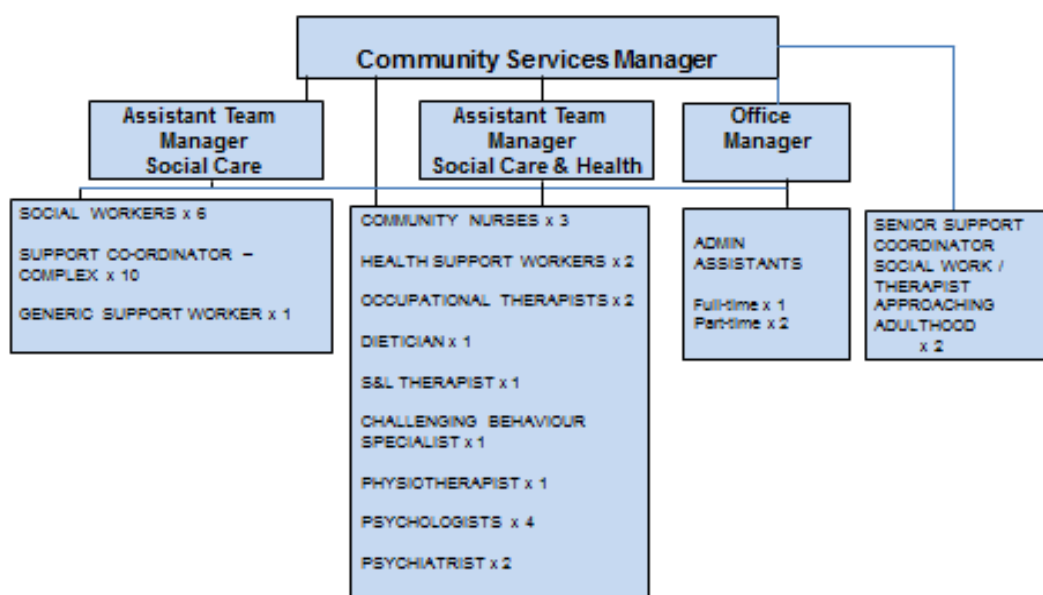 Community Services Manager
Assistant Team
Manager
Social Care
Assistant Team
Manager
Social Care & Health
Office
Manager
SOCIAL WORKERS x 6
SUPPORT CO-ORDINATOR –
COMPLEX x 10
GENERIC SUPPORT WORKER x 1
COMMUNITY NURSES x 3
HEALTH SUPPORT WORKERS x 2
OCCUPATIONAL THERAPISTS x 2
DIETICIAN x 1
S&L THERAPIST x 1
CHALLENGING BEHAVIOUR
SPECIALIST x 1
PHYSIOTHERAPIST x 1
PSYCHOLOGISTS x 4
PSYCHIATRIST x 2
ADMIN
ASSISTANTS
Full-time x 1
Part-time x 2
SENIOR SUPPORT
COORDINATOR
SOCIAL WORK /
THERAPIST
APPROACHING
ADULTHOOD
x 2